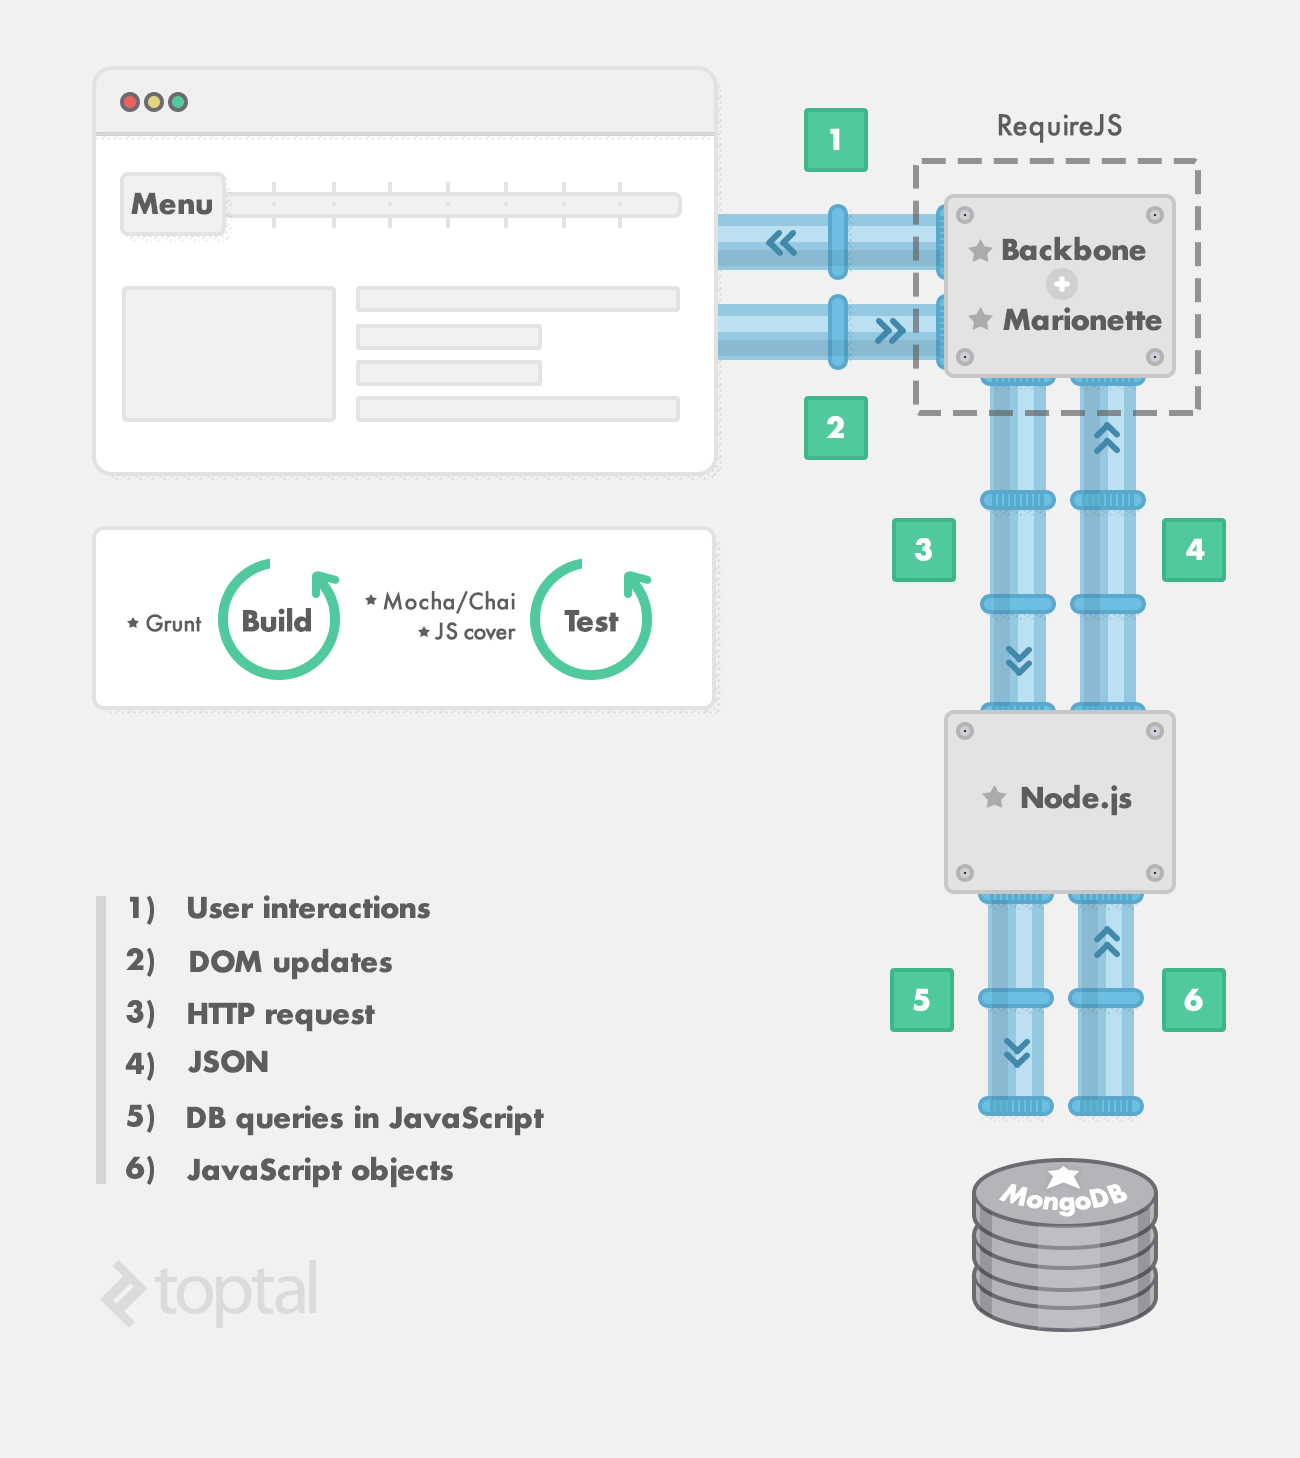 1
RequireJS
Menu
Backbone
Marionette
2
3
4
Grunt
Build
Mocha/Chai
JS cover
Test
Node.js
1) User interactions
2) DOM updates
3) HTTP request
4) JSON
5) DB queries in JavaScript
6) JavaScript objects
5
6
MongoDB
toptal